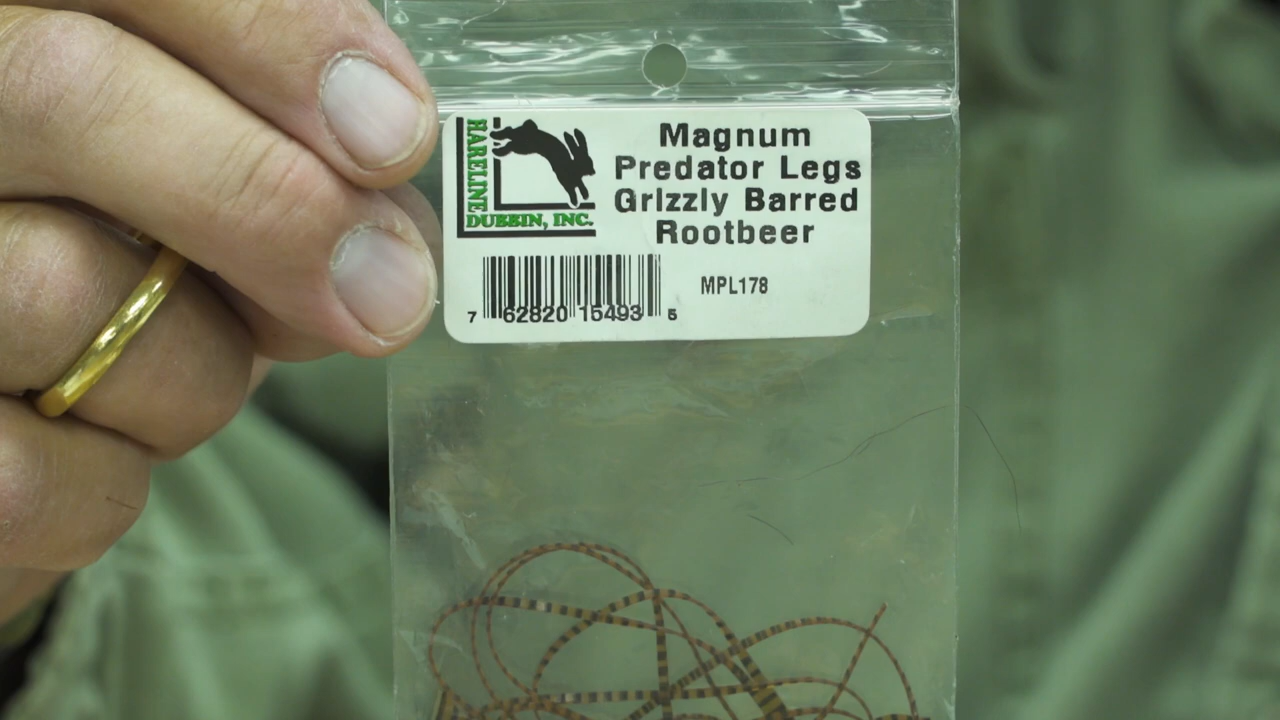 HARELINE
DUBBIN, INC.
Magnum
Predator Legs
Grizzly Barred
Rootbeer
MPL178
7 62820 15493 5